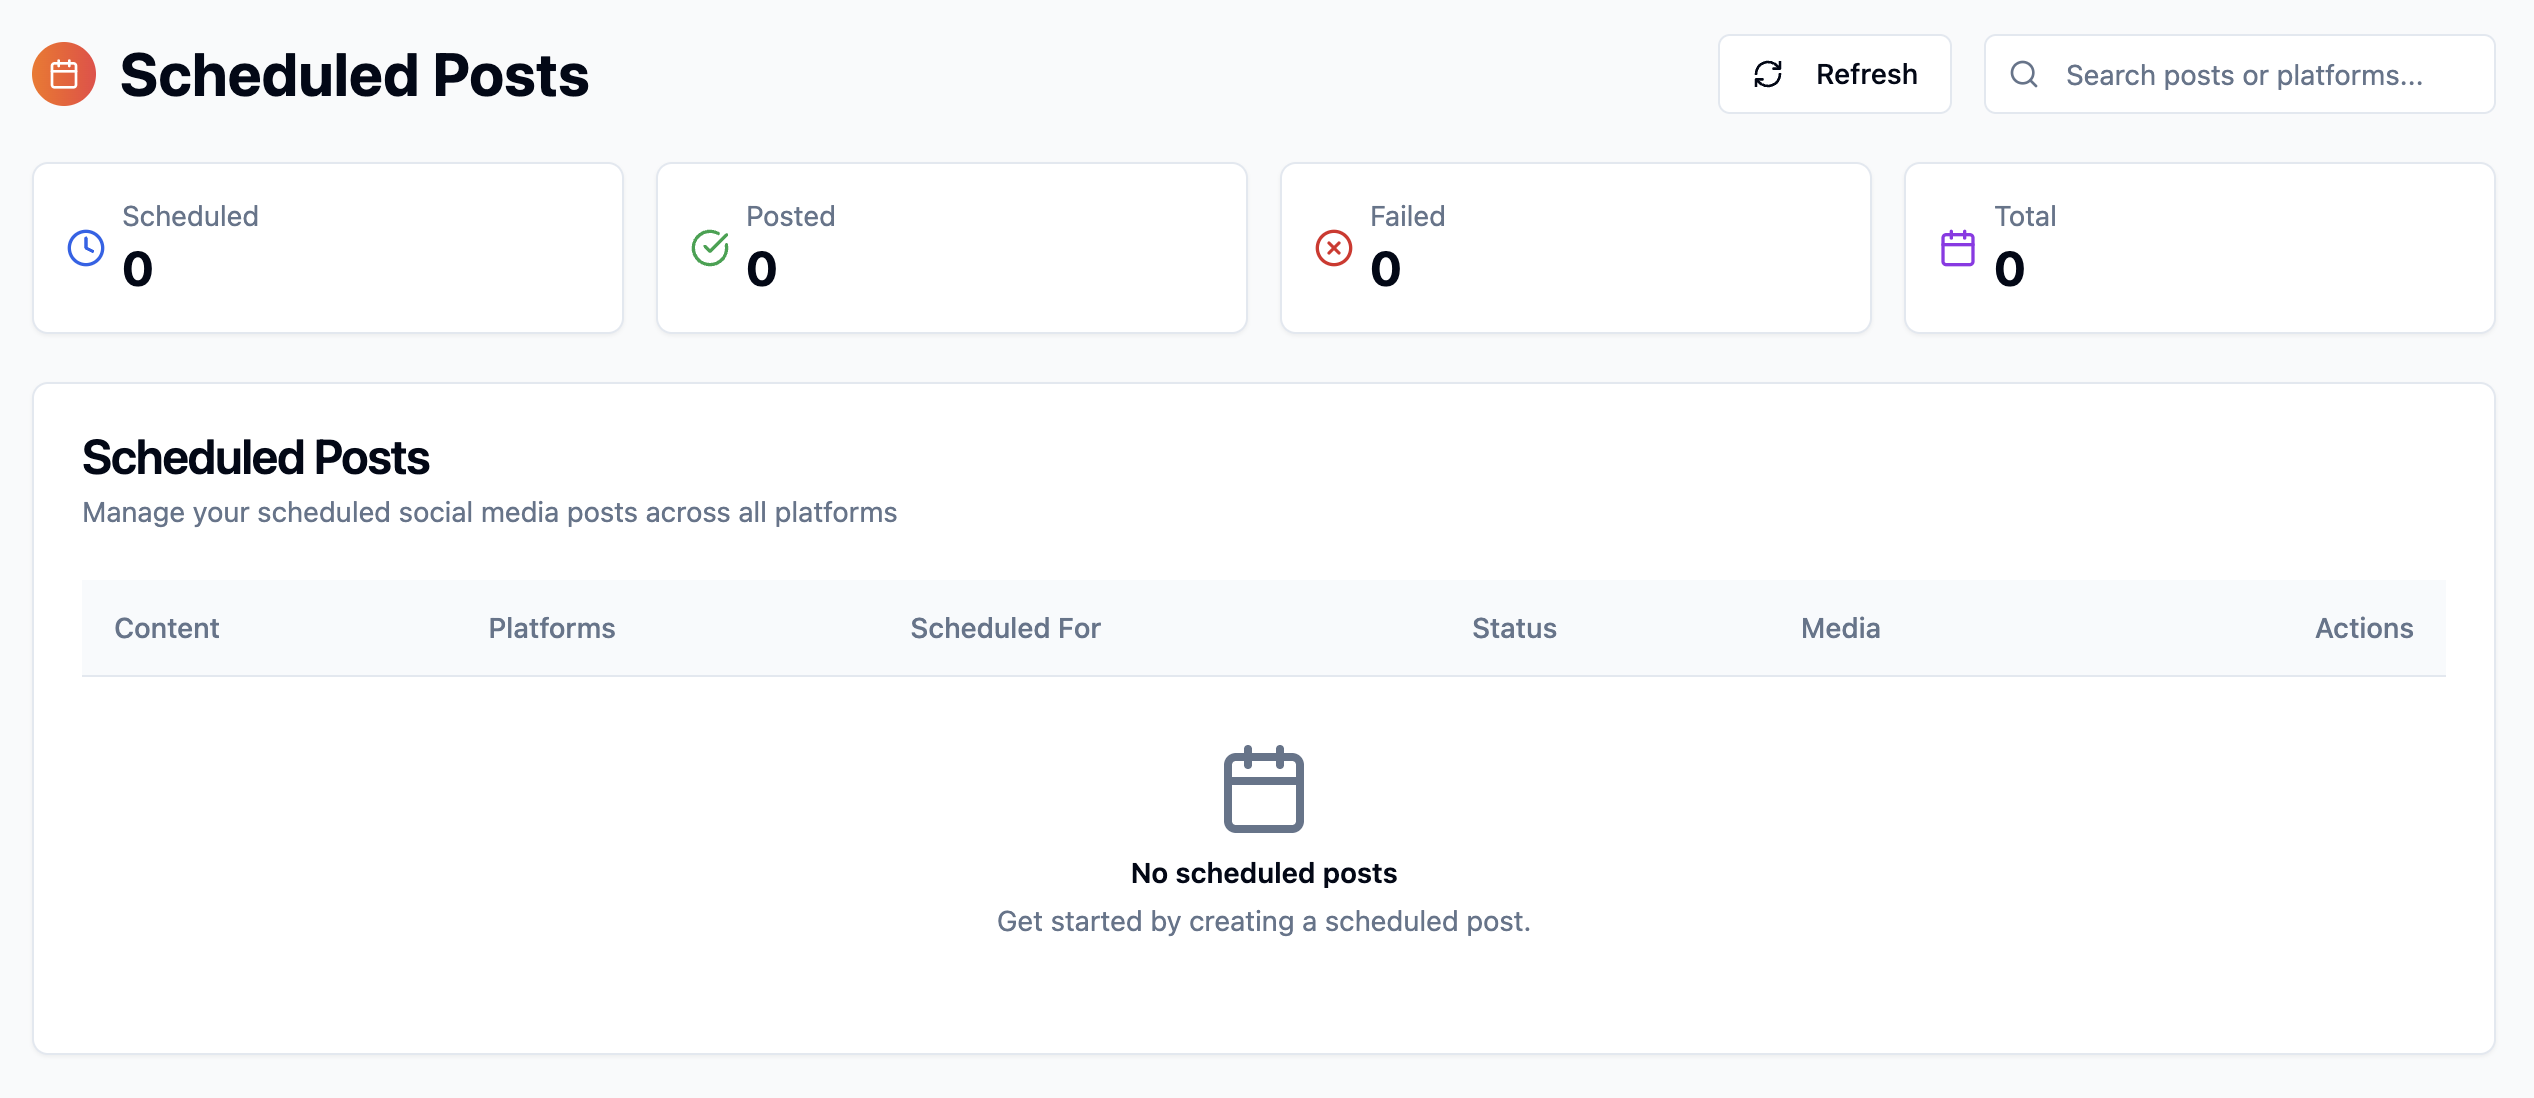 Scheduled Posts
Refresh
Search posts or platforms...
Scheduled
0
Posted
0
Failed
0
Total
0
Scheduled Posts
Manage your scheduled social media posts across all platforms
Content Platforms Scheduled For Status Media Actions
No scheduled posts
Get started by creating a scheduled post.